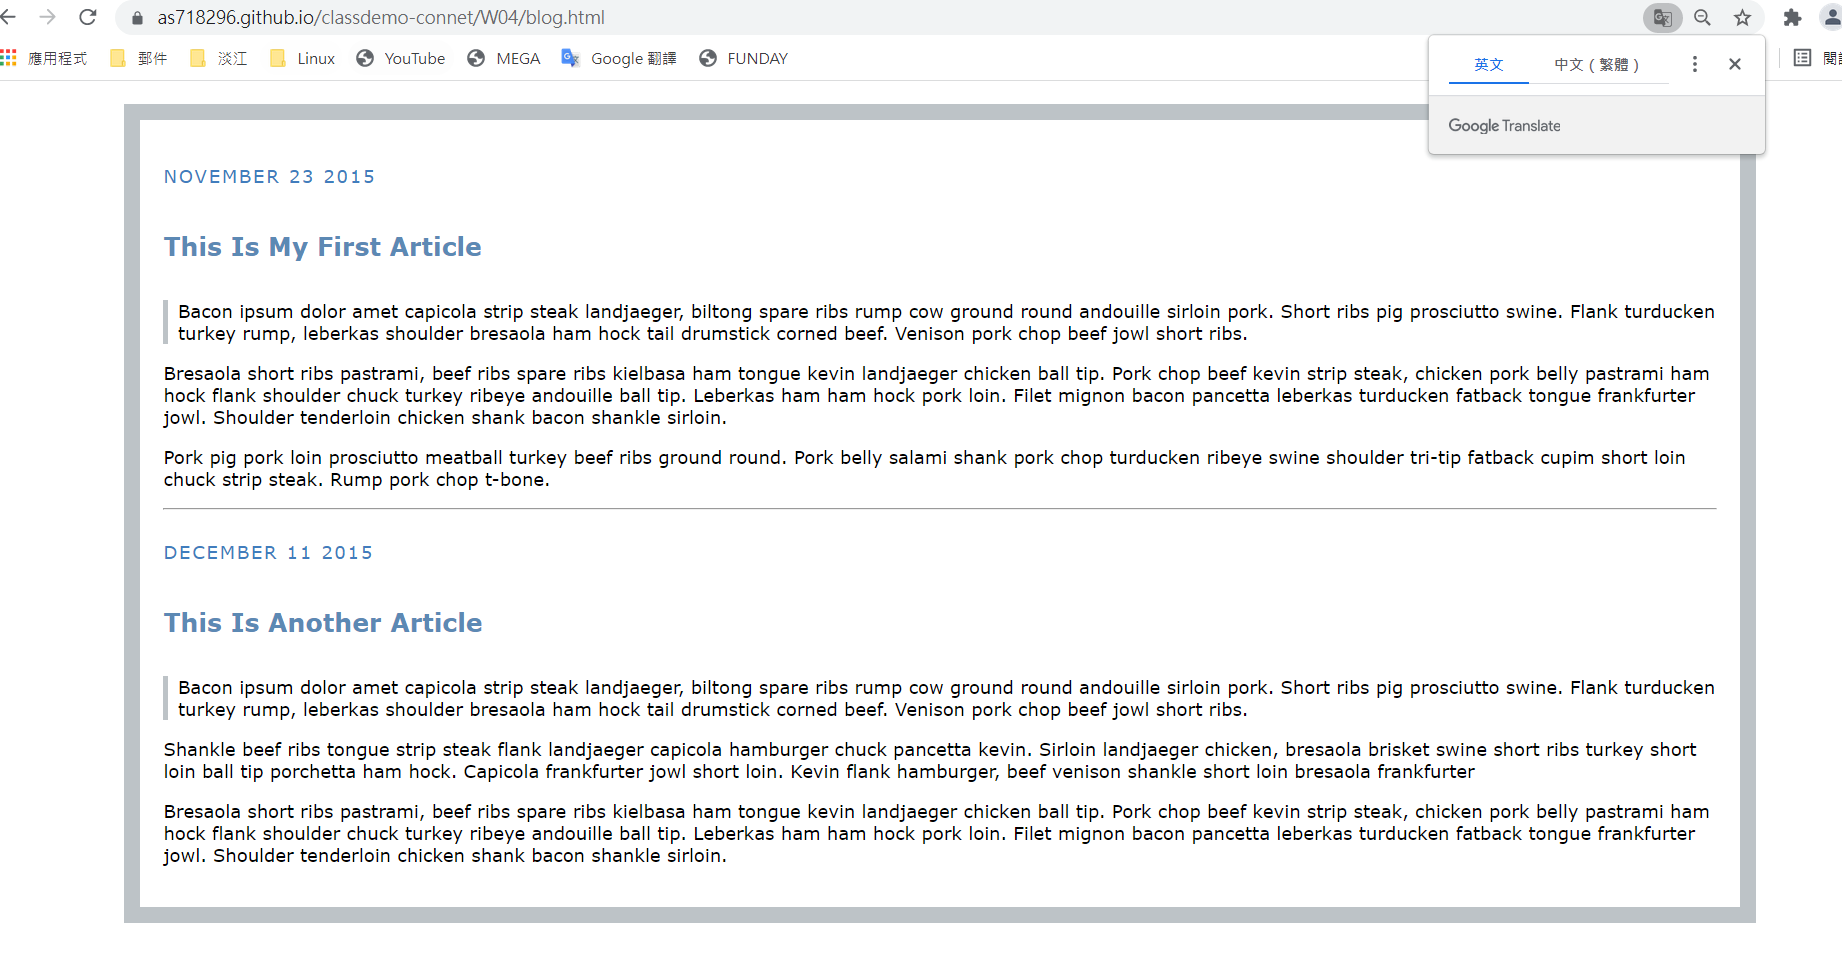 as718296.github.io/classdemo-connet/W04/blog.html
應用程式 郵件 淡江 Linux YouTube MEGA Google 翻譯 FUNDAY
英文 中文 ( 繁體 )
Google Translate
NOVEMBER 23 2015
This Is My First Article
Bacon ipsum dolor amet capicola strip steak landjaeger, biltong spare ribs rump cow ground round andouille sirloin pork. Short ribs pig prosciutto swine. Flank turducken
turkey rump, leberkas shoulder bresaola ham hock tail drumstick corned beef. Venison pork chop beef jowl short ribs.
Bresaola short ribs pastrami, beef ribs spare ribs kielbasa ham tongue kevin landjaeger chicken ball tip. Pork chop beef kevin strip steak, chicken pork belly pastrami ham
hock flank shoulder chuck turkey ribeye andouille ball tip. Leberkas ham ham hock pork loin. Filet mignon bacon pancetta leberkas turducken fatback tongue frankfurter
jowl. Shoulder tenderloin chicken shank bacon shankle sirloin.
Pork pig pork loin prosciutto meatball turkey beef ribs ground round. Pork belly salami shank pork chop turducken ribeye swine shoulder tri-tip fatback cupim short loin
chuck strip steak. Rump pork chop t-bone.
DECEMBER 11 2015
This Is Another Article
Bacon ipsum dolor amet capicola strip steak landjaeger, biltong spare ribs rump cow ground round andouille sirloin pork. Short ribs pig prosciutto swine. Flank turducken
turkey rump, leberkas shoulder bresaola ham hock tail drumstick corned beef. Venison pork chop beef jowl short ribs.
Shankle beef ribs tongue strip steak flank landjaeger capicola hamburger chuck pancetta kevin. Sirloin landjaeger chicken, bresaola brisket swine short ribs turkey short
loin ball tip porchetta ham hock. Capicola frankfurter jowl short loin. Kevin flank hamburger, beef venison shankle short loin bresaola frankfurter
Bresaola short ribs pastrami, beef ribs spare ribs kielbasa ham tongue kevin landjaeger chicken ball tip. Pork chop beef kevin strip steak, chicken pork belly pastrami ham
hock flank shoulder chuck turkey ribeye andouille ball tip. Leberkas ham ham hock pork loin. Filet mignon bacon pancetta leberkas turducken fatback tongue frankfurter
jowl. Shoulder tenderloin chicken shank bacon shankle sirloin.